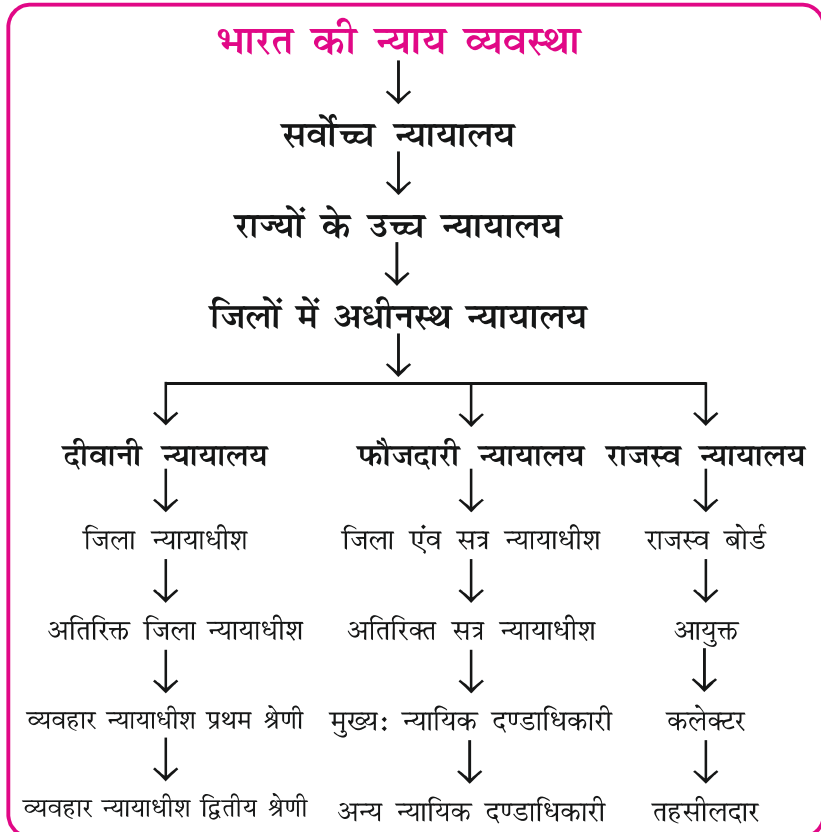 भारत की न्याय व्यवस्था
सर्वोच्च न्यायालय
राज्यों के उच्च न्यायालय
जिलों में अधीनस्थ न्यायालय
दीवानी न्यायालय फौजदारी न्यायालय राजस्व न्यायालय
जिला न्यायाधीश जिला एंव सत्र न्यायाधीश राजस्व बोर्ड
अतिरिक्त जिला न्यायाधीश अतिरिक्त सत्र न्यायाधीश आयुक्त
व्यवहार न्यायाधीश प्रथम श्रेणी मुख्य: न्यायिक दण्डाधिकारी कलेक्टर
व्यवहार न्यायाधीश द्वितीय श्रेणी अन्य न्यायिक दण्डाधिकारी तहसीलदार